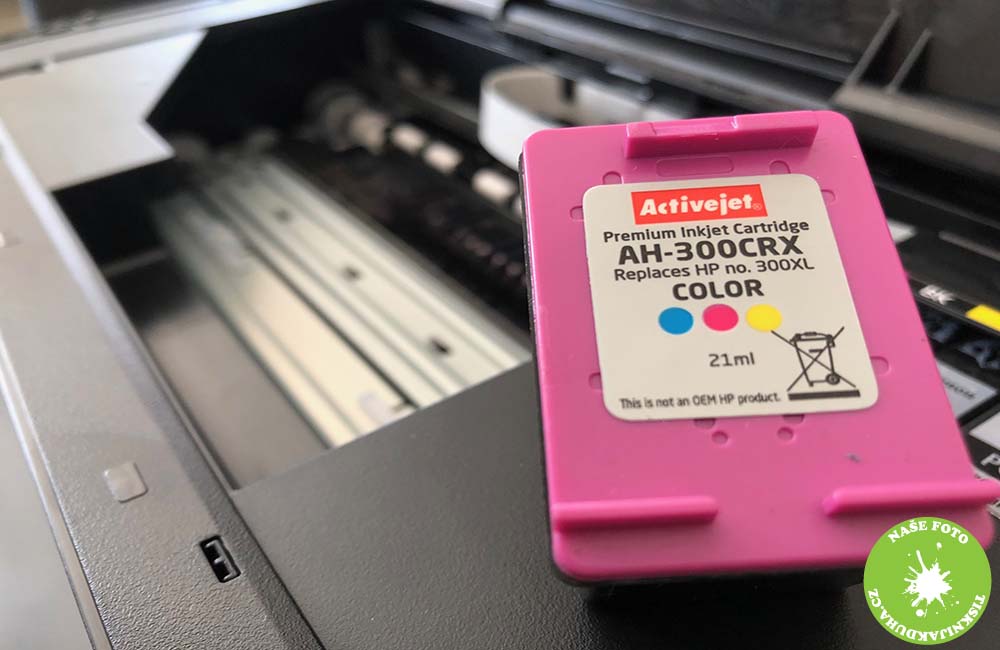 Activejet®
Premium Inkjet Cartridge
AH-300CRX
Replaces HP no. 300XL
COLOR
21ml
This is not an OEM HP product.
BK
NAŠE FOTO
TISKNIJAKDUHA.CZ